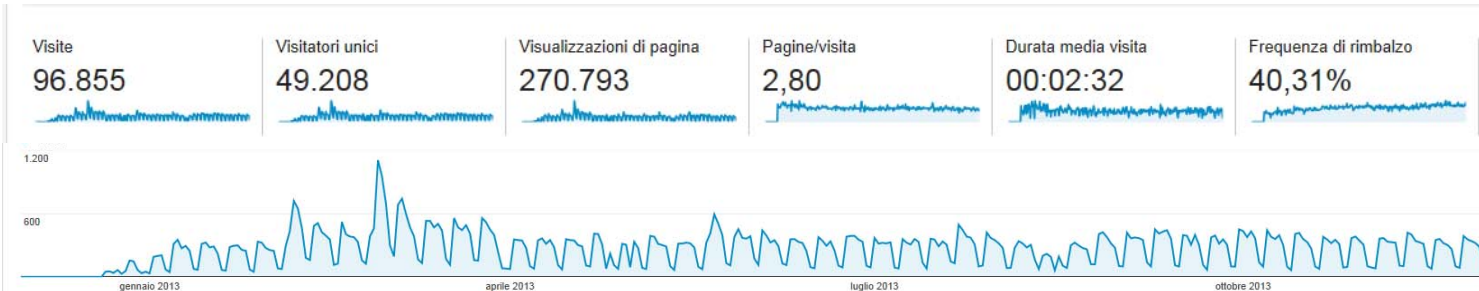 Visite
96.855
Visitatori unici
49.208
Visualizzazioni di pagina
270.793
Pagine/visita
2,80
Durata media visita
00:02:32
Frequenza di rimbalzo
40,31%
1.200
600
gennaio 2013
aprile 2013
luglio 2013
ottobre 2013